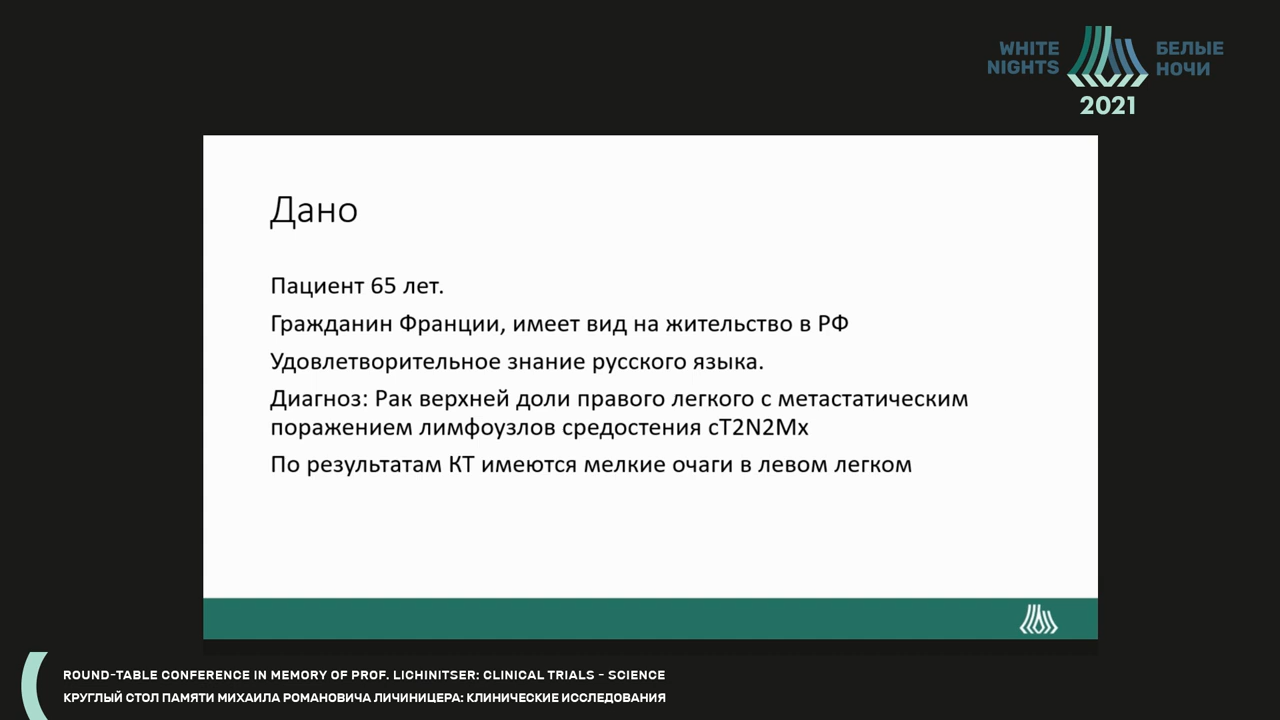 WHITE
NIGHTS
БЕЛЫЕ
НОЧИ
2021
Дано
Пациент 65 лет.
Гражданин Франции, имеет вид на жительство в РФ
Удовлетворительное знание русского языка.
Диагноз: Рак верхней доли правого легкого с метастатическим
поражением лимфоузлов средостения cT2N2Mx
По результатам КТ имеются мелкие очаги в левом легком
ROUND-TABLE CONFERENCE IN MEMORY OF PROF. LICHINITSER: CLINICAL TRIALS - SCIENCE
КРУГЛЫЙ СТОЛ ПАМЯТИ МИХАИЛА РОМАНОВИЧА ЛИЧИНИЦЕРА: КЛИНИЧЕСКИЕ ИССЛЕДОВАНИЯ